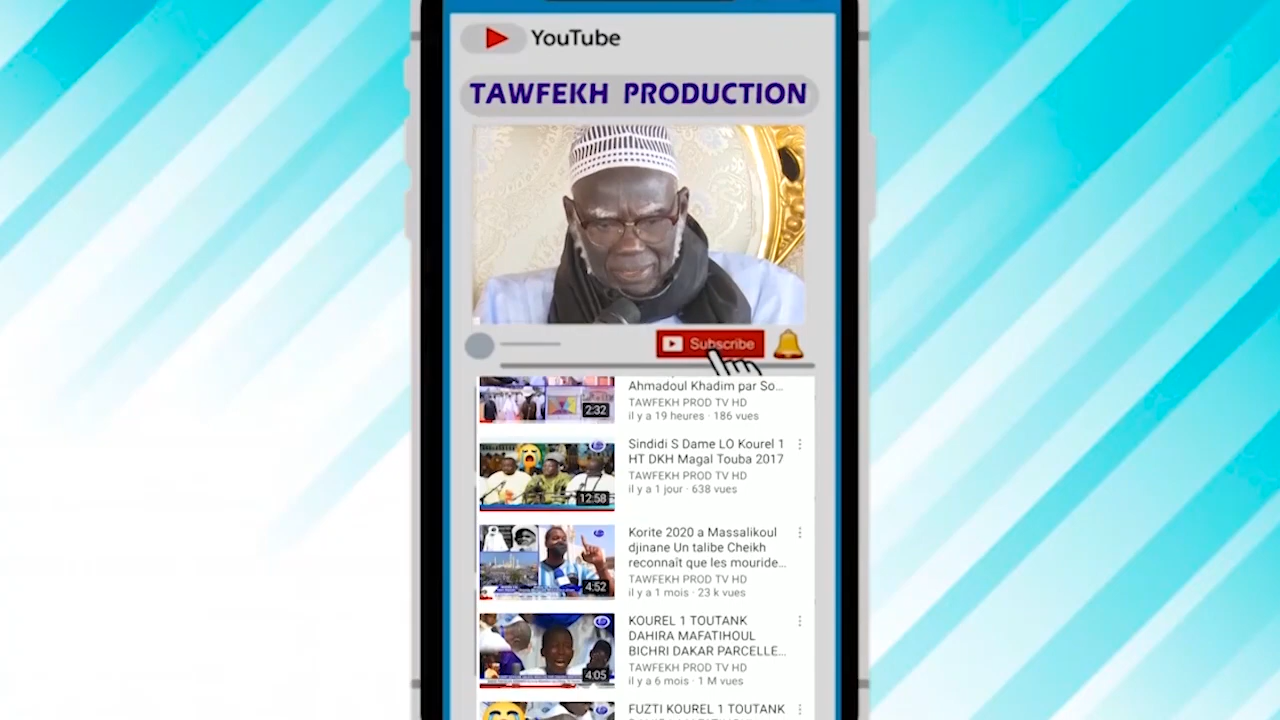 YouTube
TAWFEKH PRODUCTION
Subscribe
Ahmadoul Khadim par So...
TAWFEKH PROD TV HD
il y a 19 heures · 186 vues
2:32
Sindidi S Dame LO Kourel 1
HT DKH Magal Touba 2017
TAWFEKH PROD TV HD
il y a 1 jour · 638 vues
12:58
Korite 2020 a Massalikoul
djinane Un talibe Cheikh
reconnaît que les mouride...
TAWFEKH PROD TV HD
il y a 1 mois · 23 k vues
4:52
KOUREL 1 TOUTANK
DAHIRA MAFATIHOUL
BICHRI DAKAR PARCELLE...
TAWFEKH PROD TV HD
il y a 6 mois · 1 M vues
4:05
FUZTI KOUREL 1 TOUTANK